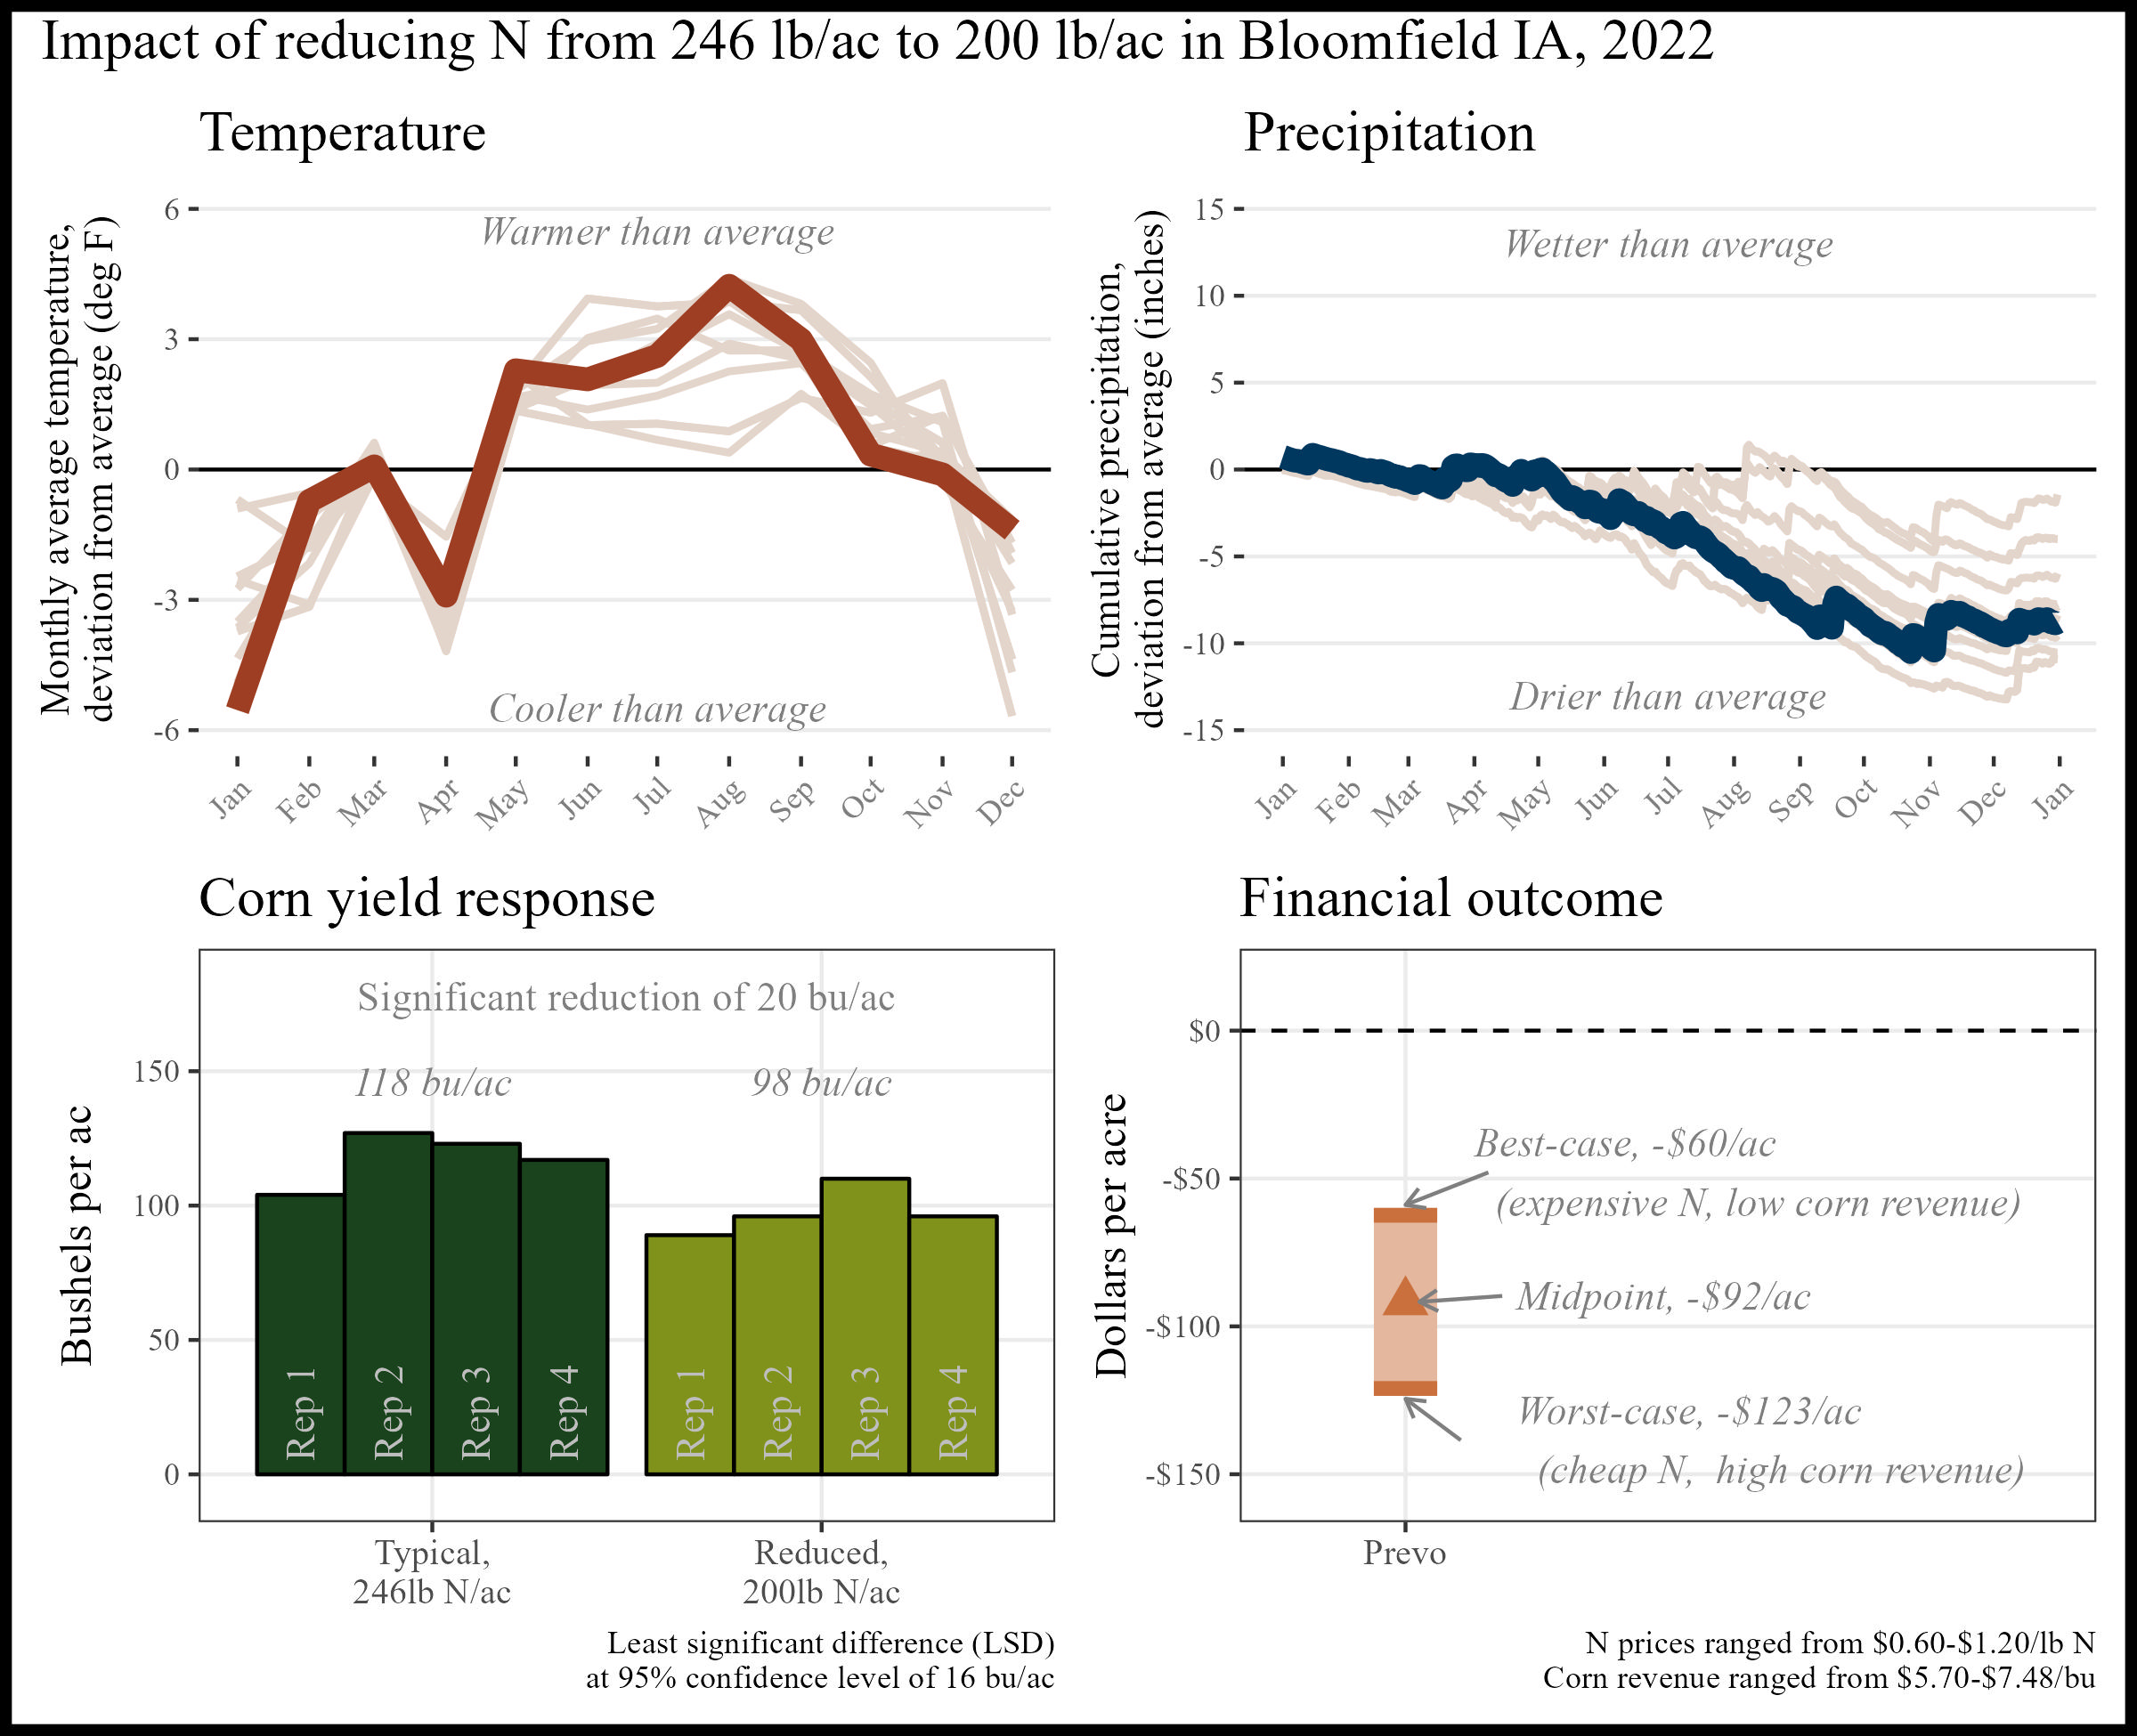 Impact of reducing N from 246 lb/ac to 200 lb/ac in Bloomfield IA, 2022
Temperature
Monthly average temperature,
deviation from average (deg F)
6
3
0
-3
-6
Warmer than average
Cooler than average
Jan
Feb
Mar
Apr
May
Jun
Jul
Aug
Sep
Oct
Nov
Dec
Precipitation
Cumulative precipitation,
deviation from average (inches)
15
10
5
0
-5
-10
-15
Wetter than average
Drier than average
Jan
Feb
Mar
Apr
May
Jun
Jul
Aug
Sep
Oct
Nov
Dec
Jan
Corn yield response
Bushels per ac
150
100
50
0
Significant reduction of 20 bu/ac
118 bu/ac
98 bu/ac
Rep 1
Rep 2
Rep 3
Rep 4
Rep 1
Rep 2
Rep 3
Rep 4
Typical,
246lb N/ac
Reduced,
200lb N/ac
Least significant difference (LSD)
at 95% confidence level of 16 bu/ac
Financial outcome
Dollars per acre
$0
-$50
-$100
-$150
Best-case, -$60/ac
(expensive N, low corn revenue)
Midpoint, -$92/ac
Worst-case, -$123/ac
(cheap N,  high corn revenue)
Prevo
N prices ranged from $0.60-$1.20/lb N
Corn revenue ranged from $5.70-$7.48/bu